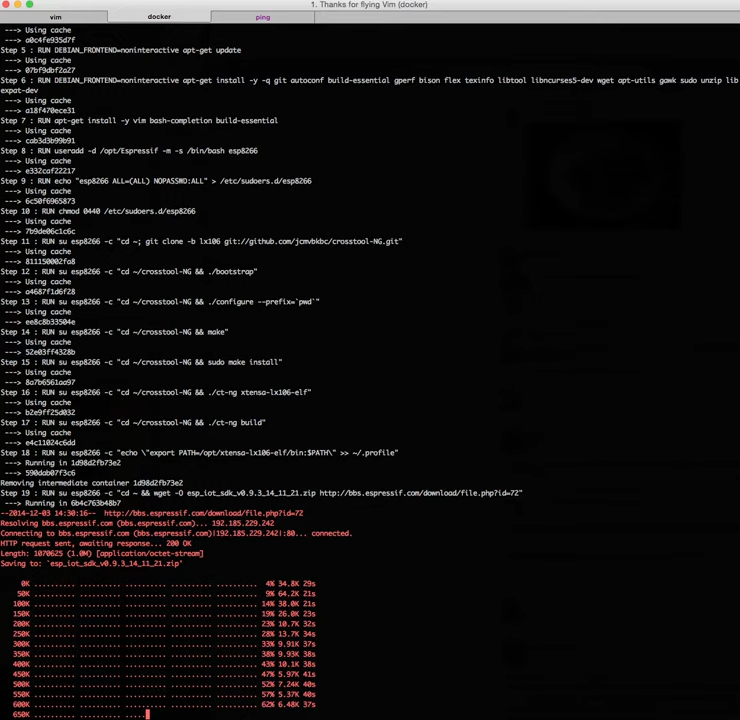 1. Thanks for flying Vim (docker)
vim docker ping
---> Using cache
---> a0c4fe935d7f
Step 5 : RUN DEBIAN_FRONTEND=noninteractive apt-get update
---> Using cache
---> 07bf9dbf2a27
Step 6 : RUN DEBIAN_FRONTEND=noninteractive apt-get install -y -q git autoconf build-essential gperf bison flex texinfo libtool libncurses5-dev wget apt-utils gawk sudo unzip lib
expat-dev
---> Using cache
---> a18f470ece31
Step 7 : RUN apt-get install -y vim bash-completion build-essential
---> Using cache
---> cab3d3b99b91
Step 8 : RUN useradd -d /opt/Espressif -m -s /bin/bash esp8266
---> Using cache
---> e332caf22217
Step 9 : RUN echo "esp8266 ALL=(ALL) NOPASSWD:ALL" > /etc/sudoers.d/esp8266
---> Using cache
---> 6c50f6965873
Step 10 : RUN chmod 0440 /etc/sudoers.d/esp8266
---> Using cache
---> 7b9de06c1c6c
Step 11 : RUN su esp8266 -c "cd ~; git clone -b lx106 git://github.com/jcmvbkbc/crosstool-NG.git"
---> Using cache
---> 811150002fa8
Step 12 : RUN su esp8266 -c "cd ~/crosstool-NG && ./bootstrap"
---> Using cache
---> a4687f1d6f28
Step 13 : RUN su esp8266 -c "cd ~/crosstool-NG && ./configure --prefix=`pwd`"
---> Using cache
---> ee8c8b33504e
Step 14 : RUN su esp8266 -c "cd ~/crosstool-NG && make"
---> Using cache
---> 52e03ff4328b
Step 15 : RUN su esp8266 -c "cd ~/crosstool-NG && sudo make install"
---> Using cache
---> 8a7b6561aa97
Step 16 : RUN su esp8266 -c "cd ~/crosstool-NG && ./ct-ng xtensa-lx106-elf"
---> Using cache
---> b2e9ff25d032
Step 17 : RUN su esp8266 -c "cd ~/crosstool-NG && ./ct-ng build"
---> Using cache
---> e4c11024c6dd
Step 18 : RUN su esp8266 -c "echo \"export PATH=/opt/xtensa-lx106-elf/bin:$PATH\" >> ~/.profile"
---> Running in 1d98d2fb73e2
---> 590dab07f3c6
Removing intermediate container 1d98d2fb73e2
Step 19 : RUN su esp8266 -c "cd ~ && wget -O esp_iot_sdk_v0.9.3_14_11_21.zip http://bbs.espressif.com/download/file.php?id=72"
---> Running in 6b4c763b48b7
--2014-12-03 14:30:16--  http://bbs.espressif.com/download/file.php?id=72
Resolving bbs.espressif.com (bbs.espressif.com)... 192.185.229.242
Connecting to bbs.espressif.com (bbs.espressif.com)|192.185.229.242|:80... connected.
HTTP request sent, awaiting response... 200 OK
Length: 1070625 (1.0M) [application/octet-stream]
Saving to: `esp_iot_sdk_v0.9.3_14_11_21.zip'
0K .......... .......... .......... .......... .......... 4% 34.8K 29s
50K .......... .......... .......... .......... .......... 9% 64.2K 21s
100K .......... .......... .......... .......... .......... 14% 38.0K 21s
150K .......... .......... .......... .......... .......... 19% 26.0K 23s
200K .......... .......... .......... .......... .......... 23% 10.7K 32s
250K .......... .......... .......... .......... .......... 28% 13.7K 34s
300K .......... .......... .......... .......... .......... 33% 9.91K 37s
350K .......... .......... .......... .......... .......... 38% 9.93K 38s
400K .......... .......... .......... .......... .......... 43% 10.1K 38s
450K .......... .......... .......... .......... .......... 47% 5.97K 41s
500K .......... .......... .......... .......... .......... 52% 7.24K 40s
550K .......... .......... .......... .......... .......... 57% 5.37K 40s
600K .......... .......... .......... .......... .......... 62% 6.48K 37s
650K .......... .......... .....